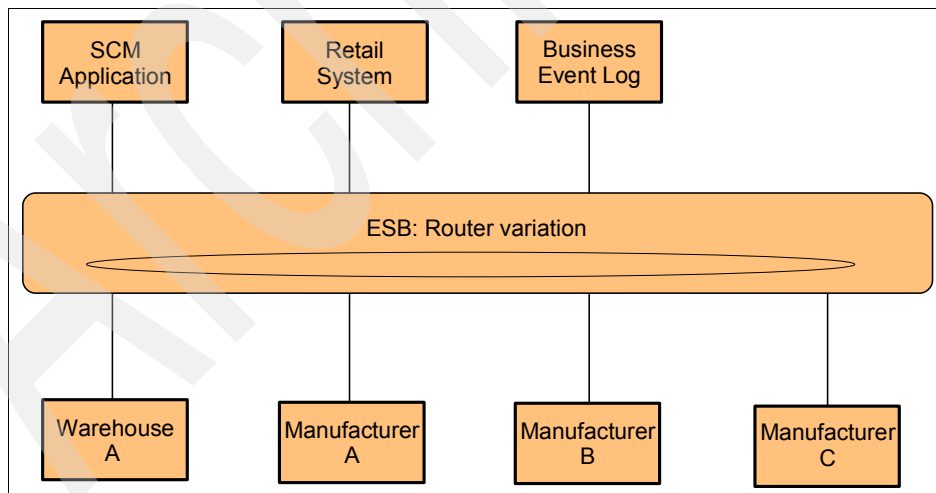 SCM
Application
Retail
System
Business
Event Log
ESB: Router variation
Warehouse
A
Manufacturer
A
Manufacturer
B
Manufacturer
C